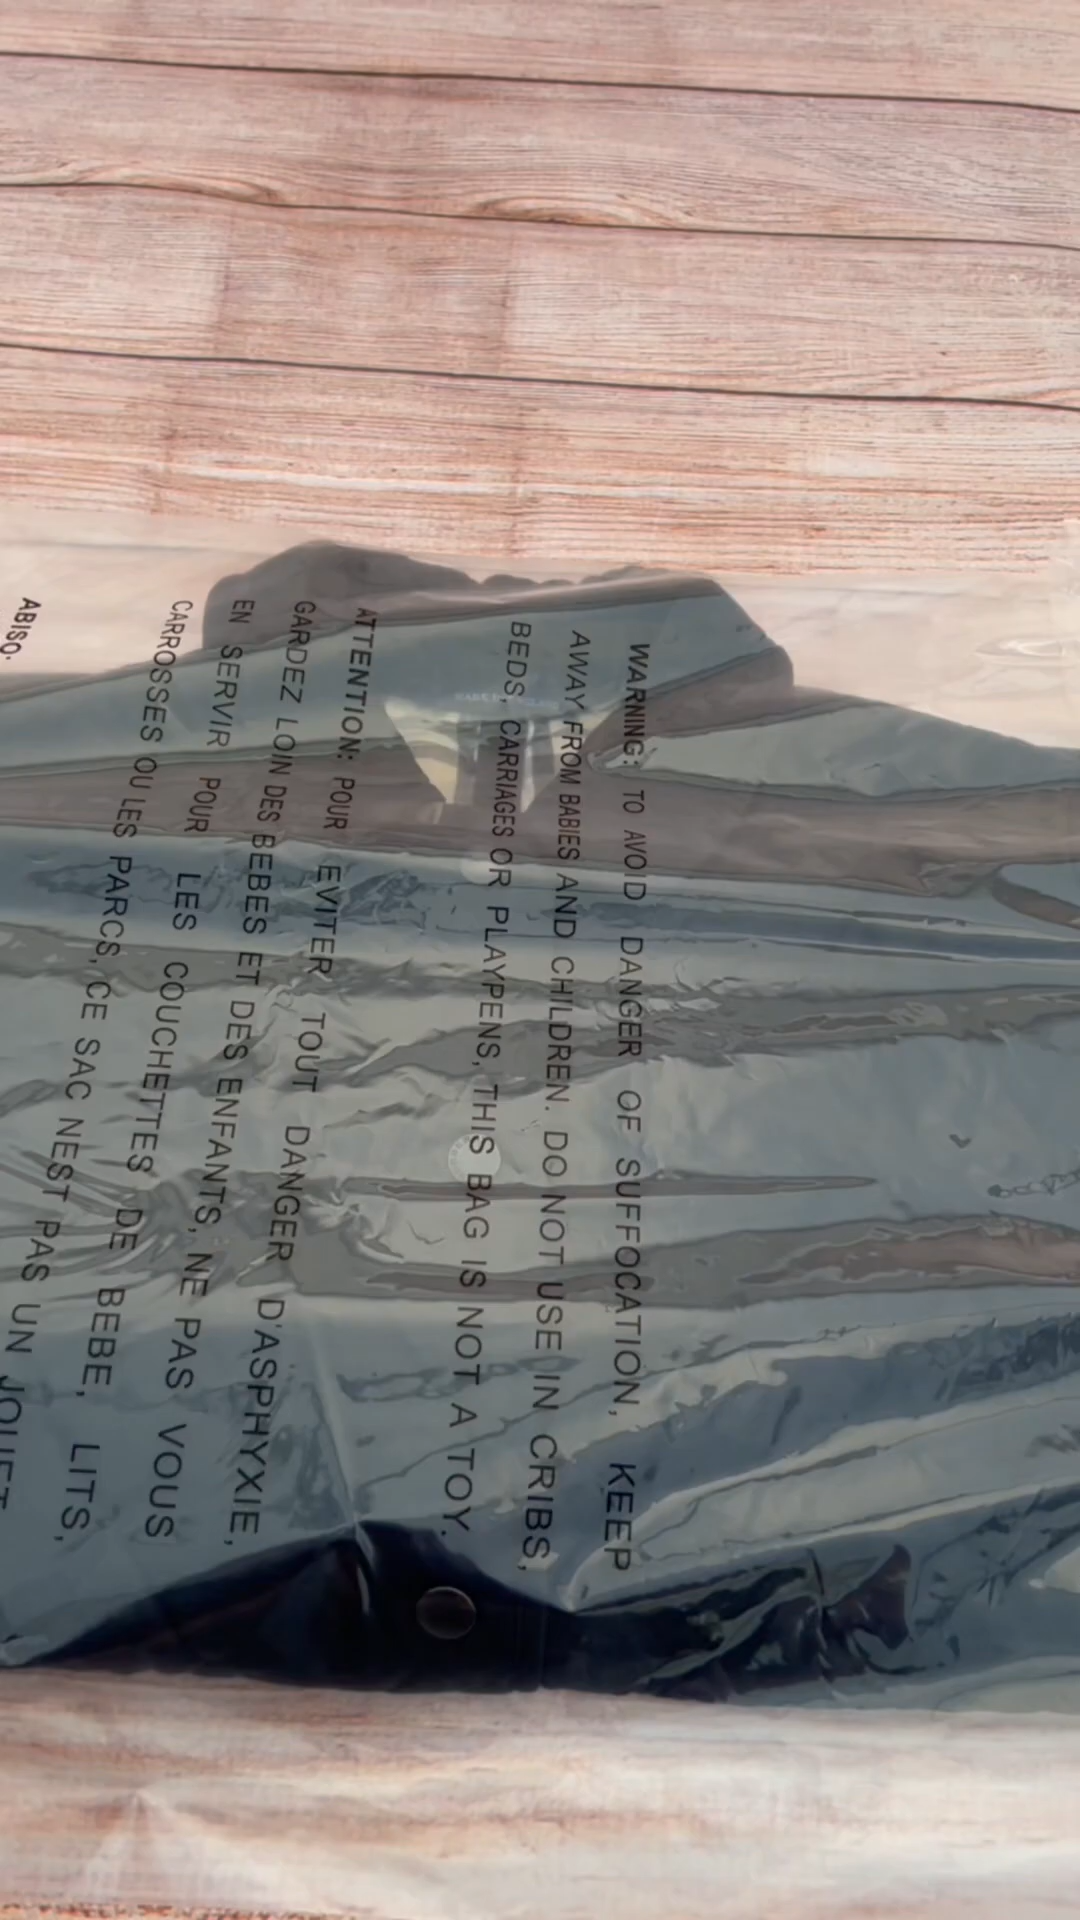 WARNING: TO AVOID DANGER OF SUFFOCATION, KEEP
AWAY FROM BABIES AND CHILDREN. DO NOT USE IN CRIBS,
BEDS, CARRIAGES OR PLAYPENS, THIS BAG IS NOT A TOY.
ATTENTION: POUR EVITER TOUT DANGER D'ASPHYXIE,
GARDEZ LOIN DES BEBES ET DES ENFANTS, NE PAS VOUS
EN SERVIR POUR LES COUCHETTES DE BEBE, LITS,
CARROSSES OU LES PARCS, CE SAC NEST PAS UN JOUET
ABISO: